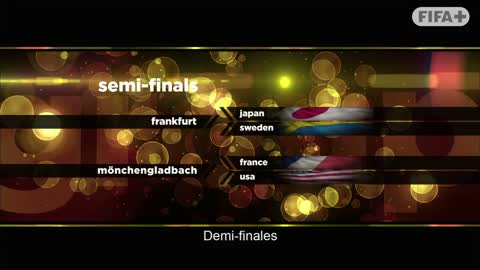 FIFA+
semi-finals
japan
frankfurt
sweden
france
mönchengladbach
usa
Demi-finales